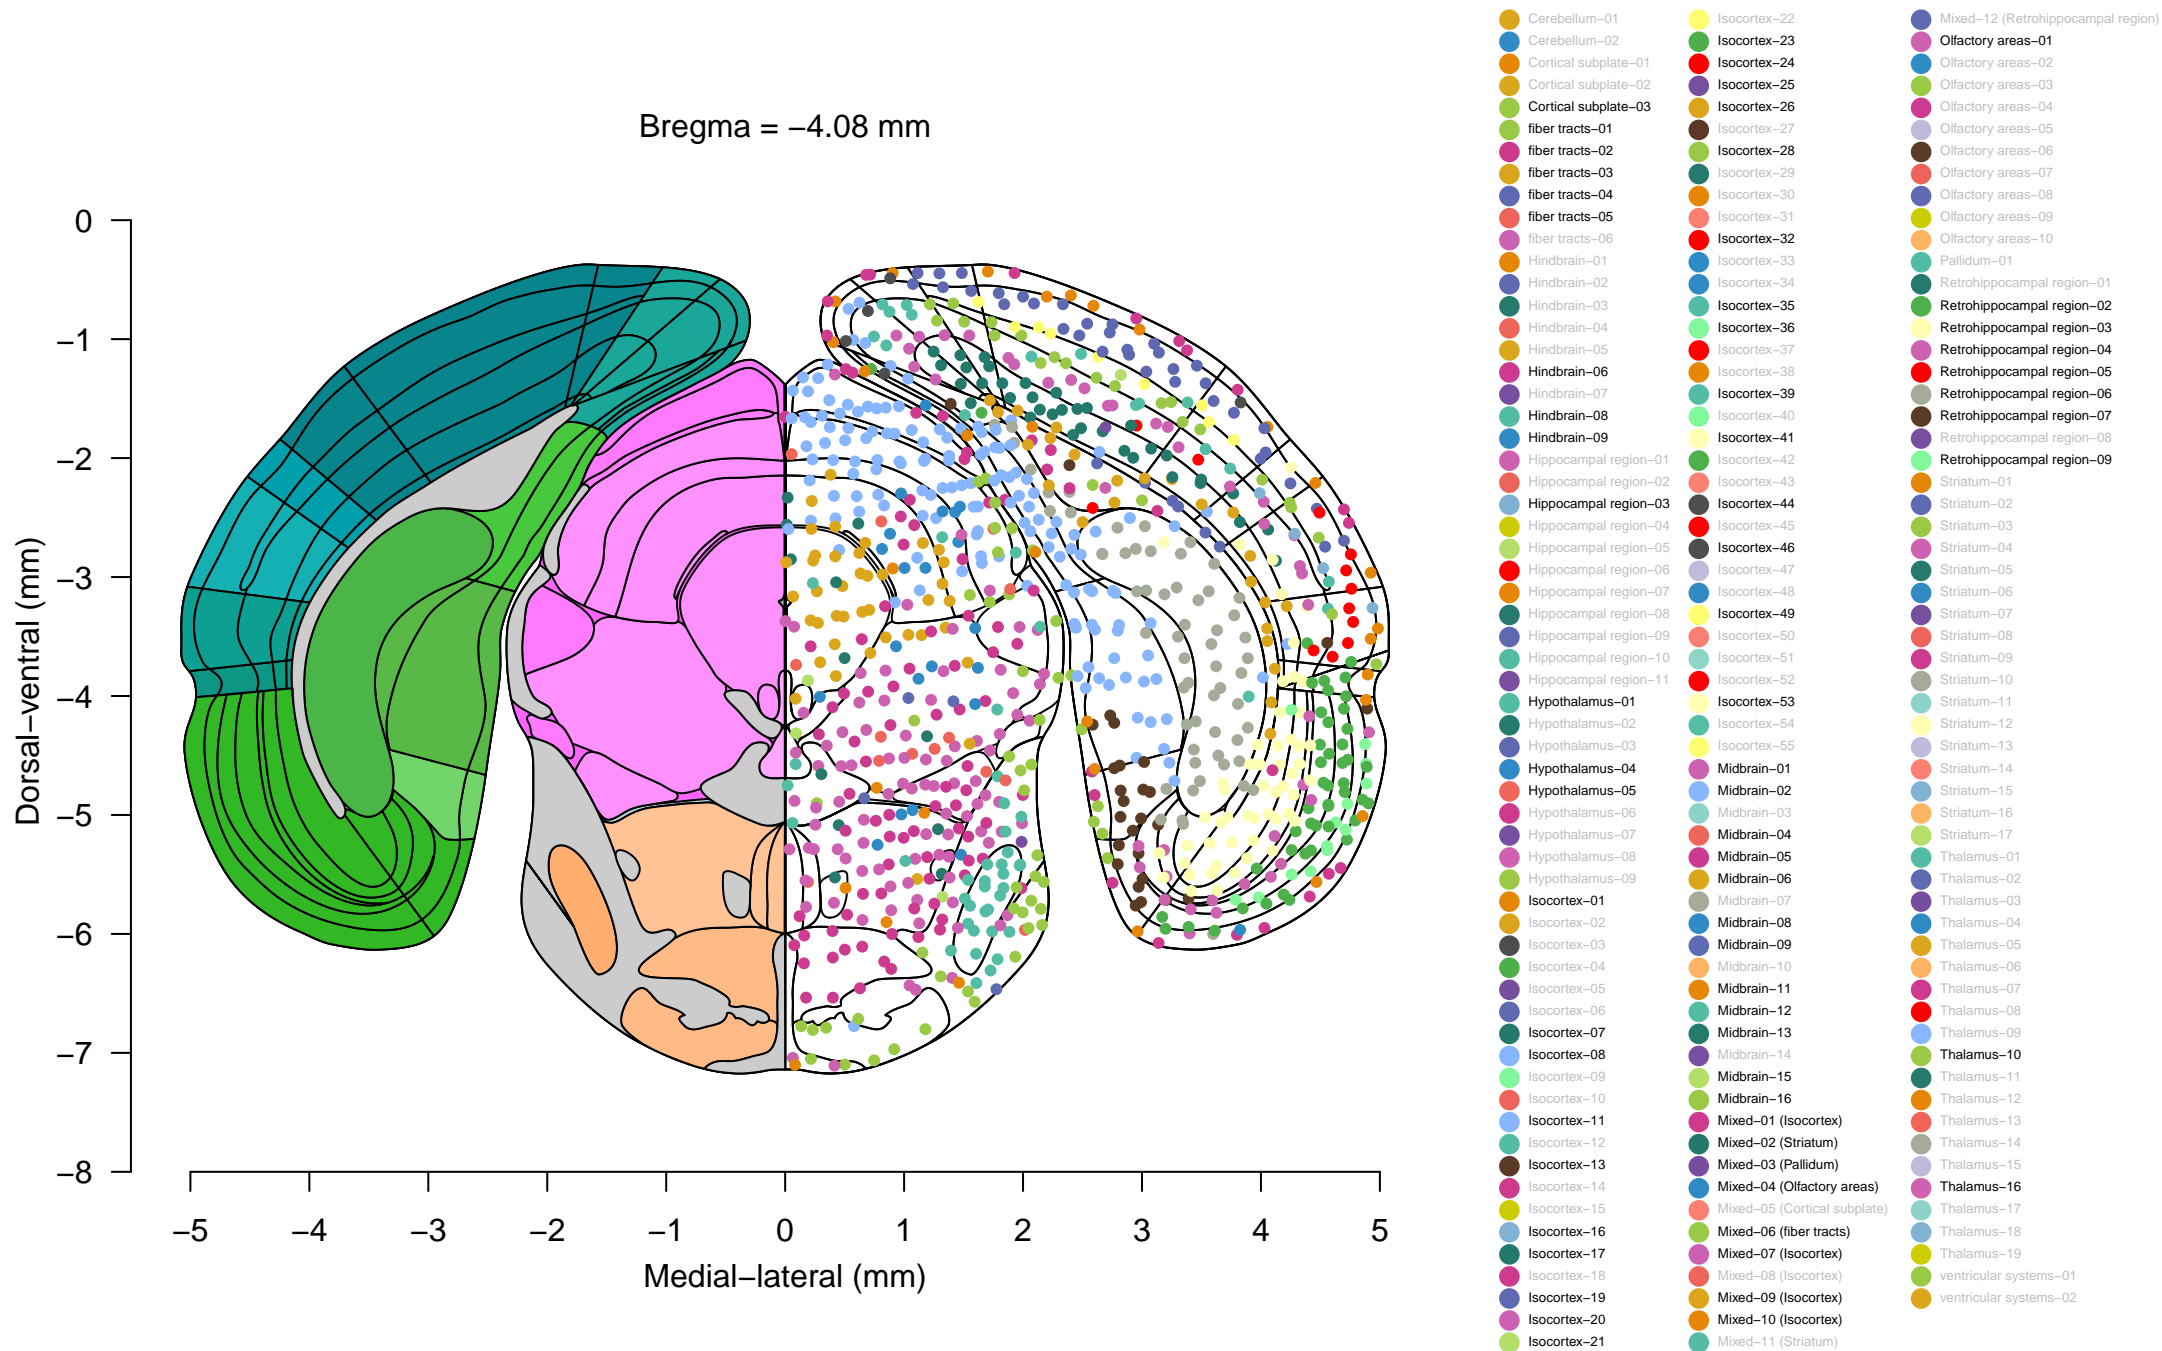 Bregma = −4.08 mm
0
−1
−2
−3
−4
−5
−6
−7
−8
Dorsal−ventral (mm)
−5
−4
−3
−2
−1
0
1
2
3
4
5
Medial−lateral (mm)
Cerebellum−01
Cerebellum−02
Cortical subplate−01
Cortical subplate−02
Cortical subplate−03
fiber tracts−01
fiber tracts−02
fiber tracts−03
fiber tracts−04
fiber tracts−05
fiber tracts−06
Hindbrain−01
Hindbrain−02
Hindbrain−03
Hindbrain−04
Hindbrain−05
Hindbrain−06
Hindbrain−07
Hindbrain−08
Hindbrain−09
Hippocampal region−01
Hippocampal region−02
Hippocampal region−03
Hippocampal region−04
Hippocampal region−05
Hippocampal region−06
Hippocampal region−07
Hippocampal region−08
Hippocampal region−09
Hippocampal region−10
Hippocampal region−11
Hypothalamus−01
Hypothalamus−02
Hypothalamus−03
Hypothalamus−04
Hypothalamus−05
Hypothalamus−06
Hypothalamus−07
Hypothalamus−08
Hypothalamus−09
Isocortex−01
Isocortex−02
Isocortex−03
Isocortex−04
Isocortex−05
Isocortex−06
Isocortex−07
Isocortex−08
Isocortex−09
Isocortex−10
Isocortex−11
Isocortex−12
Isocortex−13
Isocortex−14
Isocortex−15
Isocortex−16
Isocortex−17
Isocortex−18
Isocortex−19
Isocortex−20
Isocortex−21
Isocortex−22
Isocortex−23
Isocortex−24
Isocortex−25
Isocortex−26
Isocortex−27
Isocortex−28
Isocortex−29
Isocortex−30
Isocortex−31
Isocortex−32
Isocortex−33
Isocortex−34
Isocortex−35
Isocortex−36
Isocortex−37
Isocortex−38
Isocortex−39
Isocortex−40
Isocortex−41
Isocortex−42
Isocortex−43
Isocortex−44
Isocortex−45
Isocortex−46
Isocortex−47
Isocortex−48
Isocortex−49
Isocortex−50
Isocortex−51
Isocortex−52
Isocortex−53
Isocortex−54
Isocortex−55
Midbrain−01
Midbrain−02
Midbrain−03
Midbrain−04
Midbrain−05
Midbrain−06
Midbrain−07
Midbrain−08
Midbrain−09
Midbrain−10
Midbrain−11
Midbrain−12
Midbrain−13
Midbrain−14
Midbrain−15
Midbrain−16
Mixed−01 (Isocortex)
Mixed−02 (Striatum)
Mixed−03 (Pallidum)
Mixed−04 (Olfactory areas)
Mixed−05 (Cortical subplate)
Mixed−06 (fiber tracts)
Mixed−07 (Isocortex)
Mixed−08 (Isocortex)
Mixed−09 (Isocortex)
Mixed−10 (Isocortex)
Mixed−11 (Striatum)
Mixed−12 (Retrohippocampal region)
Olfactory areas−01
Olfactory areas−02
Olfactory areas−03
Olfactory areas−04
Olfactory areas−05
Olfactory areas−06
Olfactory areas−07
Olfactory areas−08
Olfactory areas−09
Olfactory areas−10
Pallidum−01
Retrohippocampal region−01
Retrohippocampal region−02
Retrohippocampal region−03
Retrohippocampal region−04
Retrohippocampal region−05
Retrohippocampal region−06
Retrohippocampal region−07
Retrohippocampal region−08
Retrohippocampal region−09
Striatum−01
Striatum−02
Striatum−03
Striatum−04
Striatum−05
Striatum−06
Striatum−07
Striatum−08
Striatum−09
Striatum−10
Striatum−11
Striatum−12
Striatum−13
Striatum−14
Striatum−15
Striatum−16
Striatum−17
Thalamus−01
Thalamus−02
Thalamus−03
Thalamus−04
Thalamus−05
Thalamus−06
Thalamus−07
Thalamus−08
Thalamus−09
Thalamus−10
Thalamus−11
Thalamus−12
Thalamus−13
Thalamus−14
Thalamus−15
Thalamus−16
Thalamus−17
Thalamus−18
Thalamus−19
ventricular systems−01
ventricular systems−02